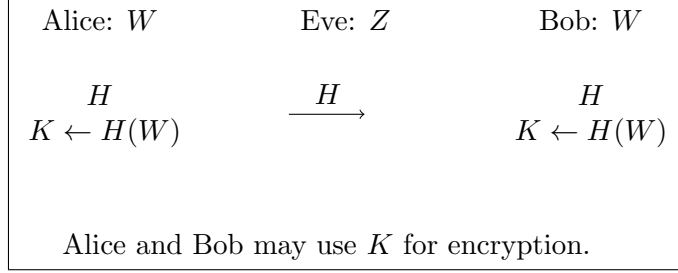 Alice: W Eve: Z Bob: W
H H H
K ← H(W) K ← H(W)
Alice and Bob may use K for encryption.